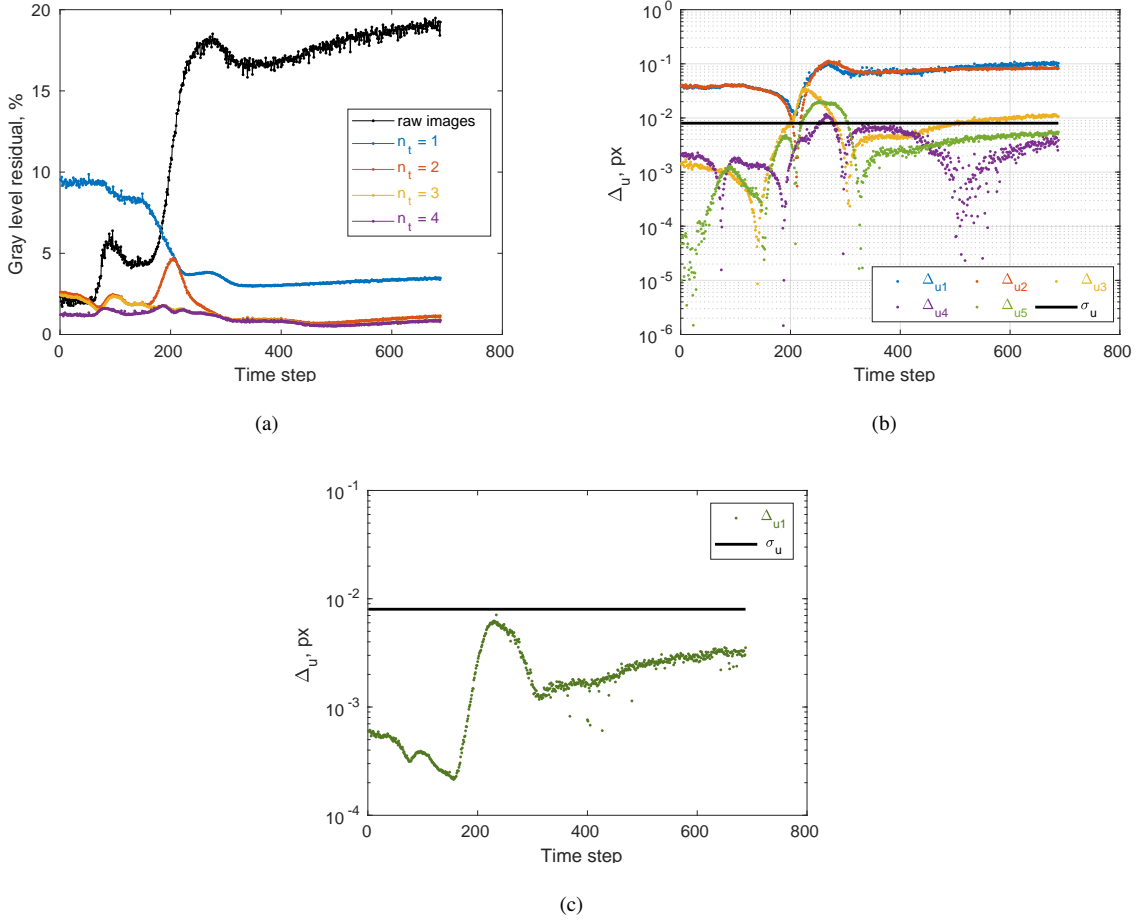 20
15
10
5
0
Gray level residual, %
0
200
400
600
800
Time step
raw images
n_t = 1
n_t = 2
n_t = 3
n_t = 4
(a)
10^0
10^-1
10^-2
10^-3
10^-4
10^-5
10^-6
Δ_u, px
0
200
400
600
800
Time step
Δ_u1 Δ_u2 Δ_u3
Δ_u4 Δ_u5 σ_u
(b)
10^-1
10^-2
10^-3
10^-4
Δ_u, px
0
200
400
600
800
Time step
Δ_u1
σ_u
(c)